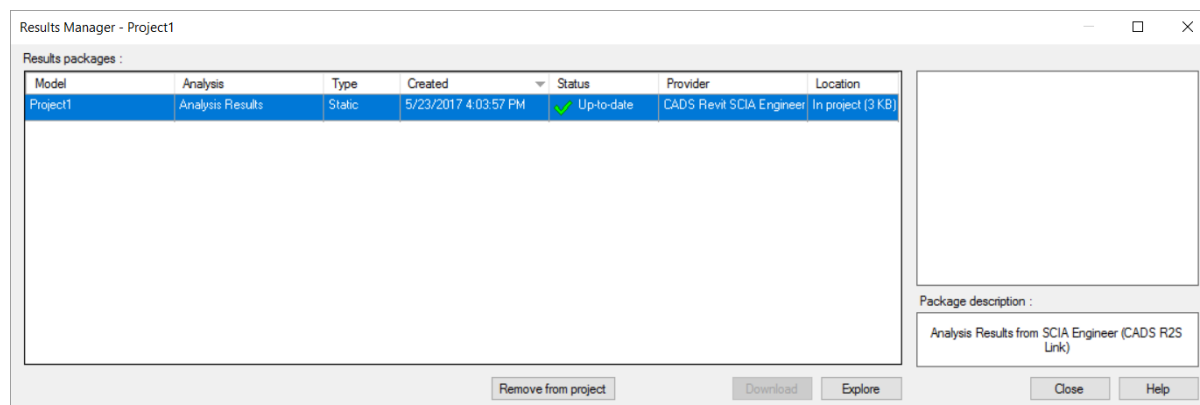 Results Manager - Project1
Results packages :
Model Analysis Type Created Status Provider Location
Project1 Analysis Results Static 5/23/2017 4:03:57 PM Up-to-date CADS Revit SCIA Engineer In project (3 KB)
Package description :
Analysis Results from SCIA Engineer (CADS R2S
Link)
Remove from project Download Explore Close Help